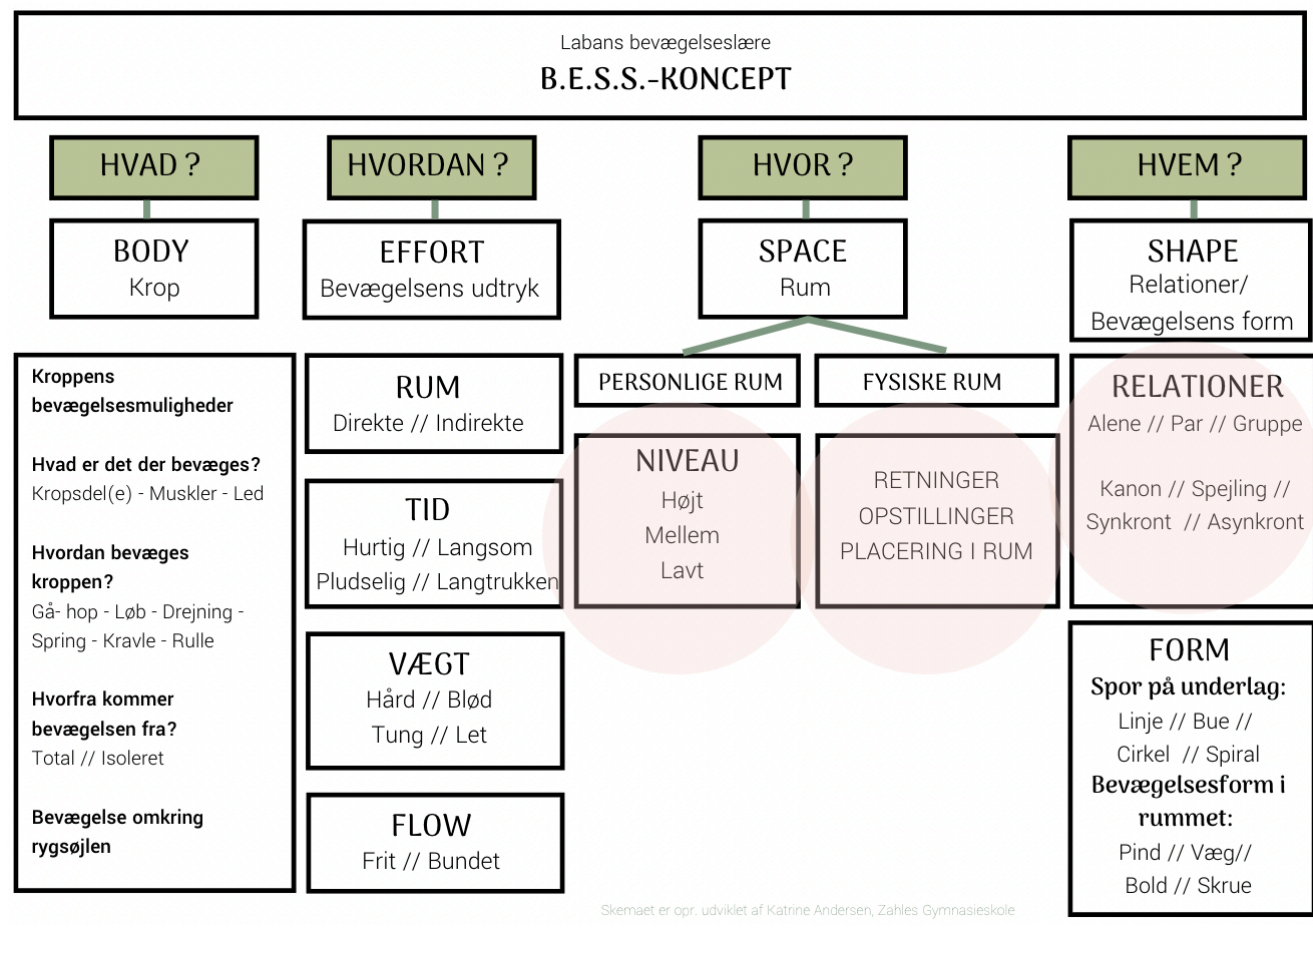 Labans bevægelseslære
B.E.S.S.-KONCEPT
HVAD ?
BODY
Krop
Kroppens
bevægelsesmuligheder
Hvad er det der bevæges?
Kropsdel(e) - Muskler - Led
Hvordan bevæges
kroppen?
Gå- hop - Løb - Drejning -
Spring - Kravle - Rulle
Hvorfra kommer
bevægelsen fra?
Total // Isoleret
Bevægelse omkring
rygsøjlen
HVORDAN ?
EFFORT
Bevægelsens udtryk
RUM
Direkte // Indirekte
TID
Hurtig // Langsom
Pludselig // Langtrukken
VÆGT
Hård // Blød
Tung // Let
FLOW
Frit // Bundet
HVOR ?
SPACE
Rum
PERSONLIGE RUM
NIVEAU
Højt
Mellem
Lavt
FYSISKE RUM
RETNINGER
OPSTILLINGER
PLACERING I RUM
HVEM ?
SHAPE
Relationer/
Bevægelsens form
RELATIONER
Alene // Par // Gruppe
Kanon // Spejling //
Synkront // Asynkront
FORM
Spor på underlag:
Linje // Bue //
Cirkel // Spiral
Bevægelsesform i
rummet:
Pind // Væg//
Bold // Skrue
Skemaet er opr. udviklet af Katrine Andersen, Zahles Gymnasieskole